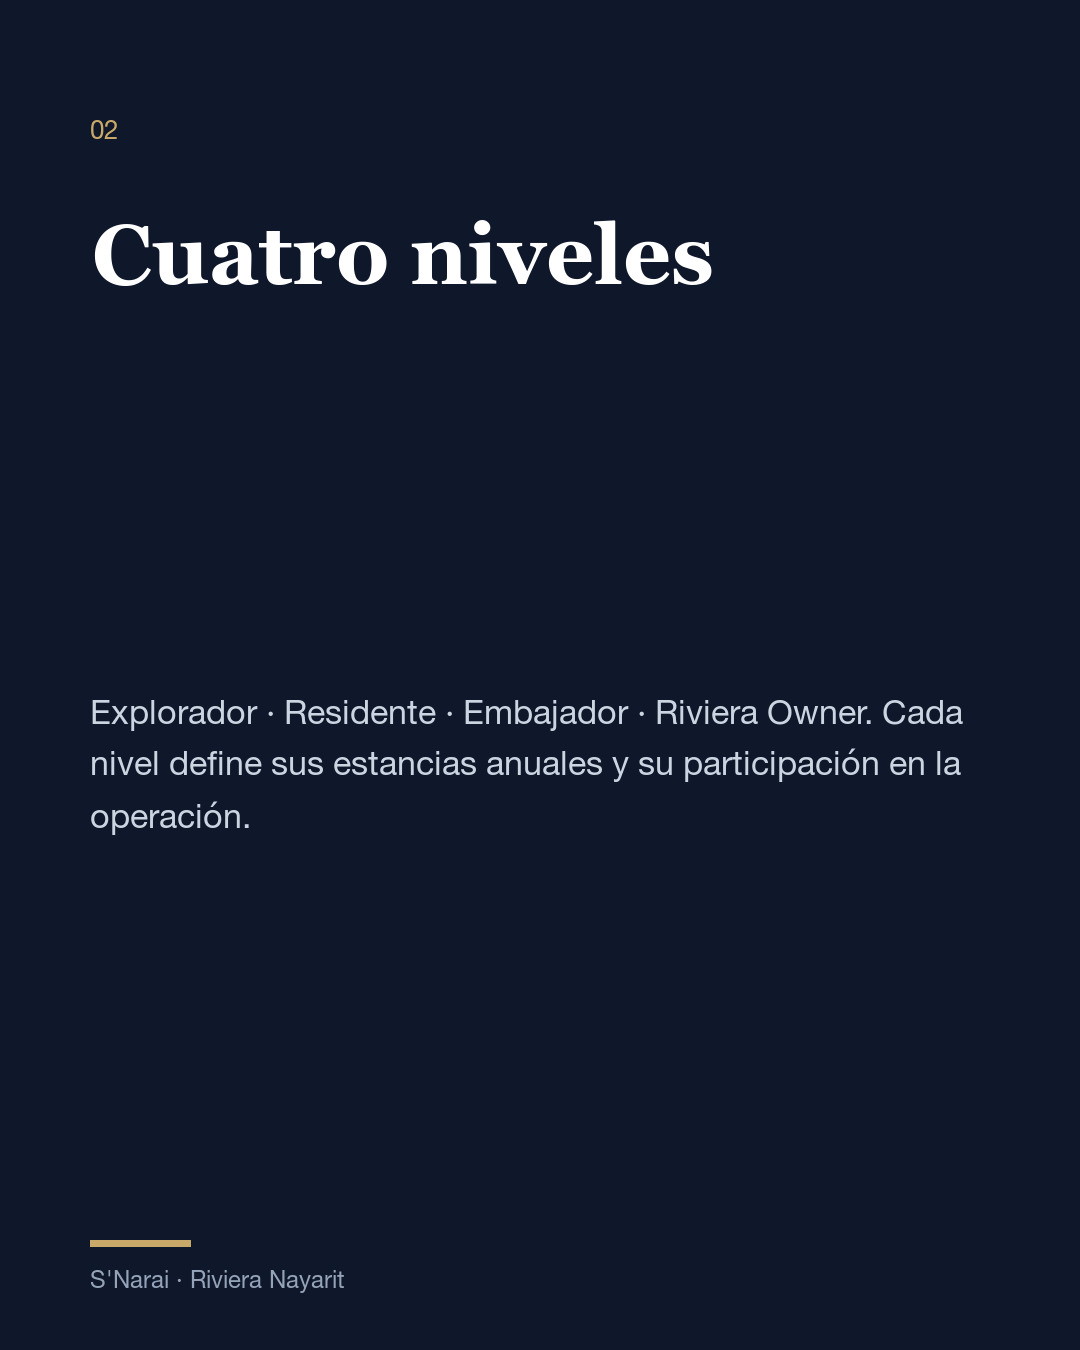 02
Cuatro niveles
Explorador · Residente · Embajador · Riviera Owner. Cada
nivel define sus estancias anuales y su participación en la
operación.
S'Narai · Riviera Nayarit